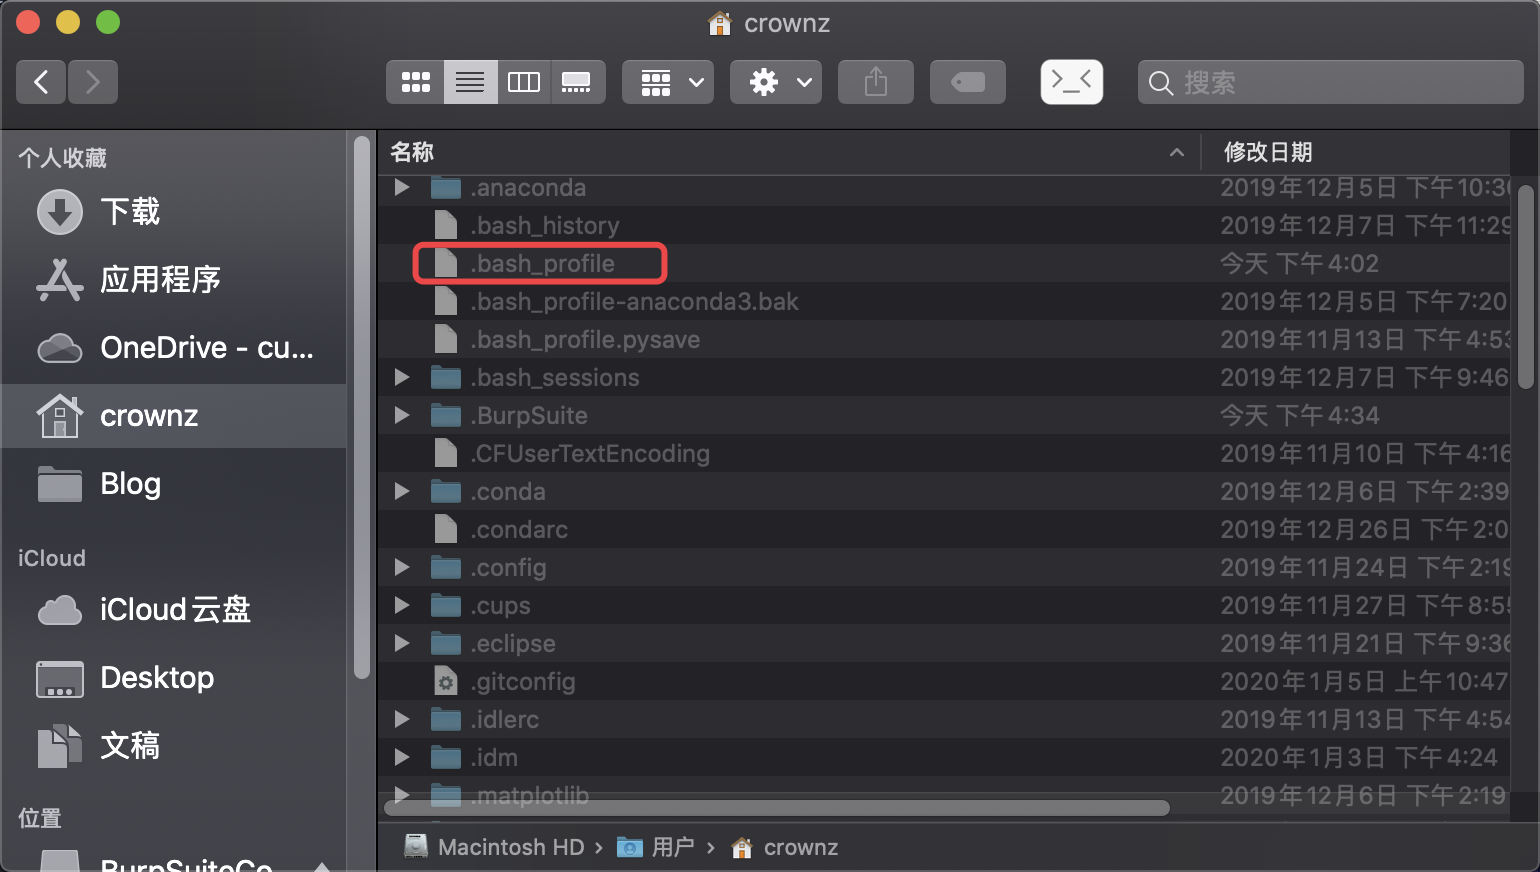 crownz
搜索
个人收藏
下载
应用程序
OneDrive - cu...
crownz
Blog
iCloud
iCloud云盘
Desktop
文稿
位置
BurpSuiteCo
名称 修改日期
.anaconda 2019年12月5日 下午10:3
.bash_history 2019年12月7日 下午11:29
.bash_profile 今天 下午4:02
.bash_profile-anaconda3.bak 2019年12月5日 下午7:20
.bash_profile.pysave 2019年11月13日 下午4:53
.bash_sessions 2019年12月7日 下午9:46
.BurpSuite 今天 下午4:34
.CFUserTextEncoding 2019年11月10日 下午4:16
.conda 2019年12月6日 下午2:39
.condarc 2019年12月26日 下午2:0
.config 2019年11月24日 下午2:19
.cups 2019年11月27日 下午8:55
.eclipse 2019年11月21日 下午9:36
.gitconfig 2020年1月5日 上午10:47
.idlerc 2019年11月13日 下午4:54
.idm 2020年1月3日 下午4:24
.matplotlib 2019年12月6日 下午2:19
Macintosh HD › 用户 › crownz